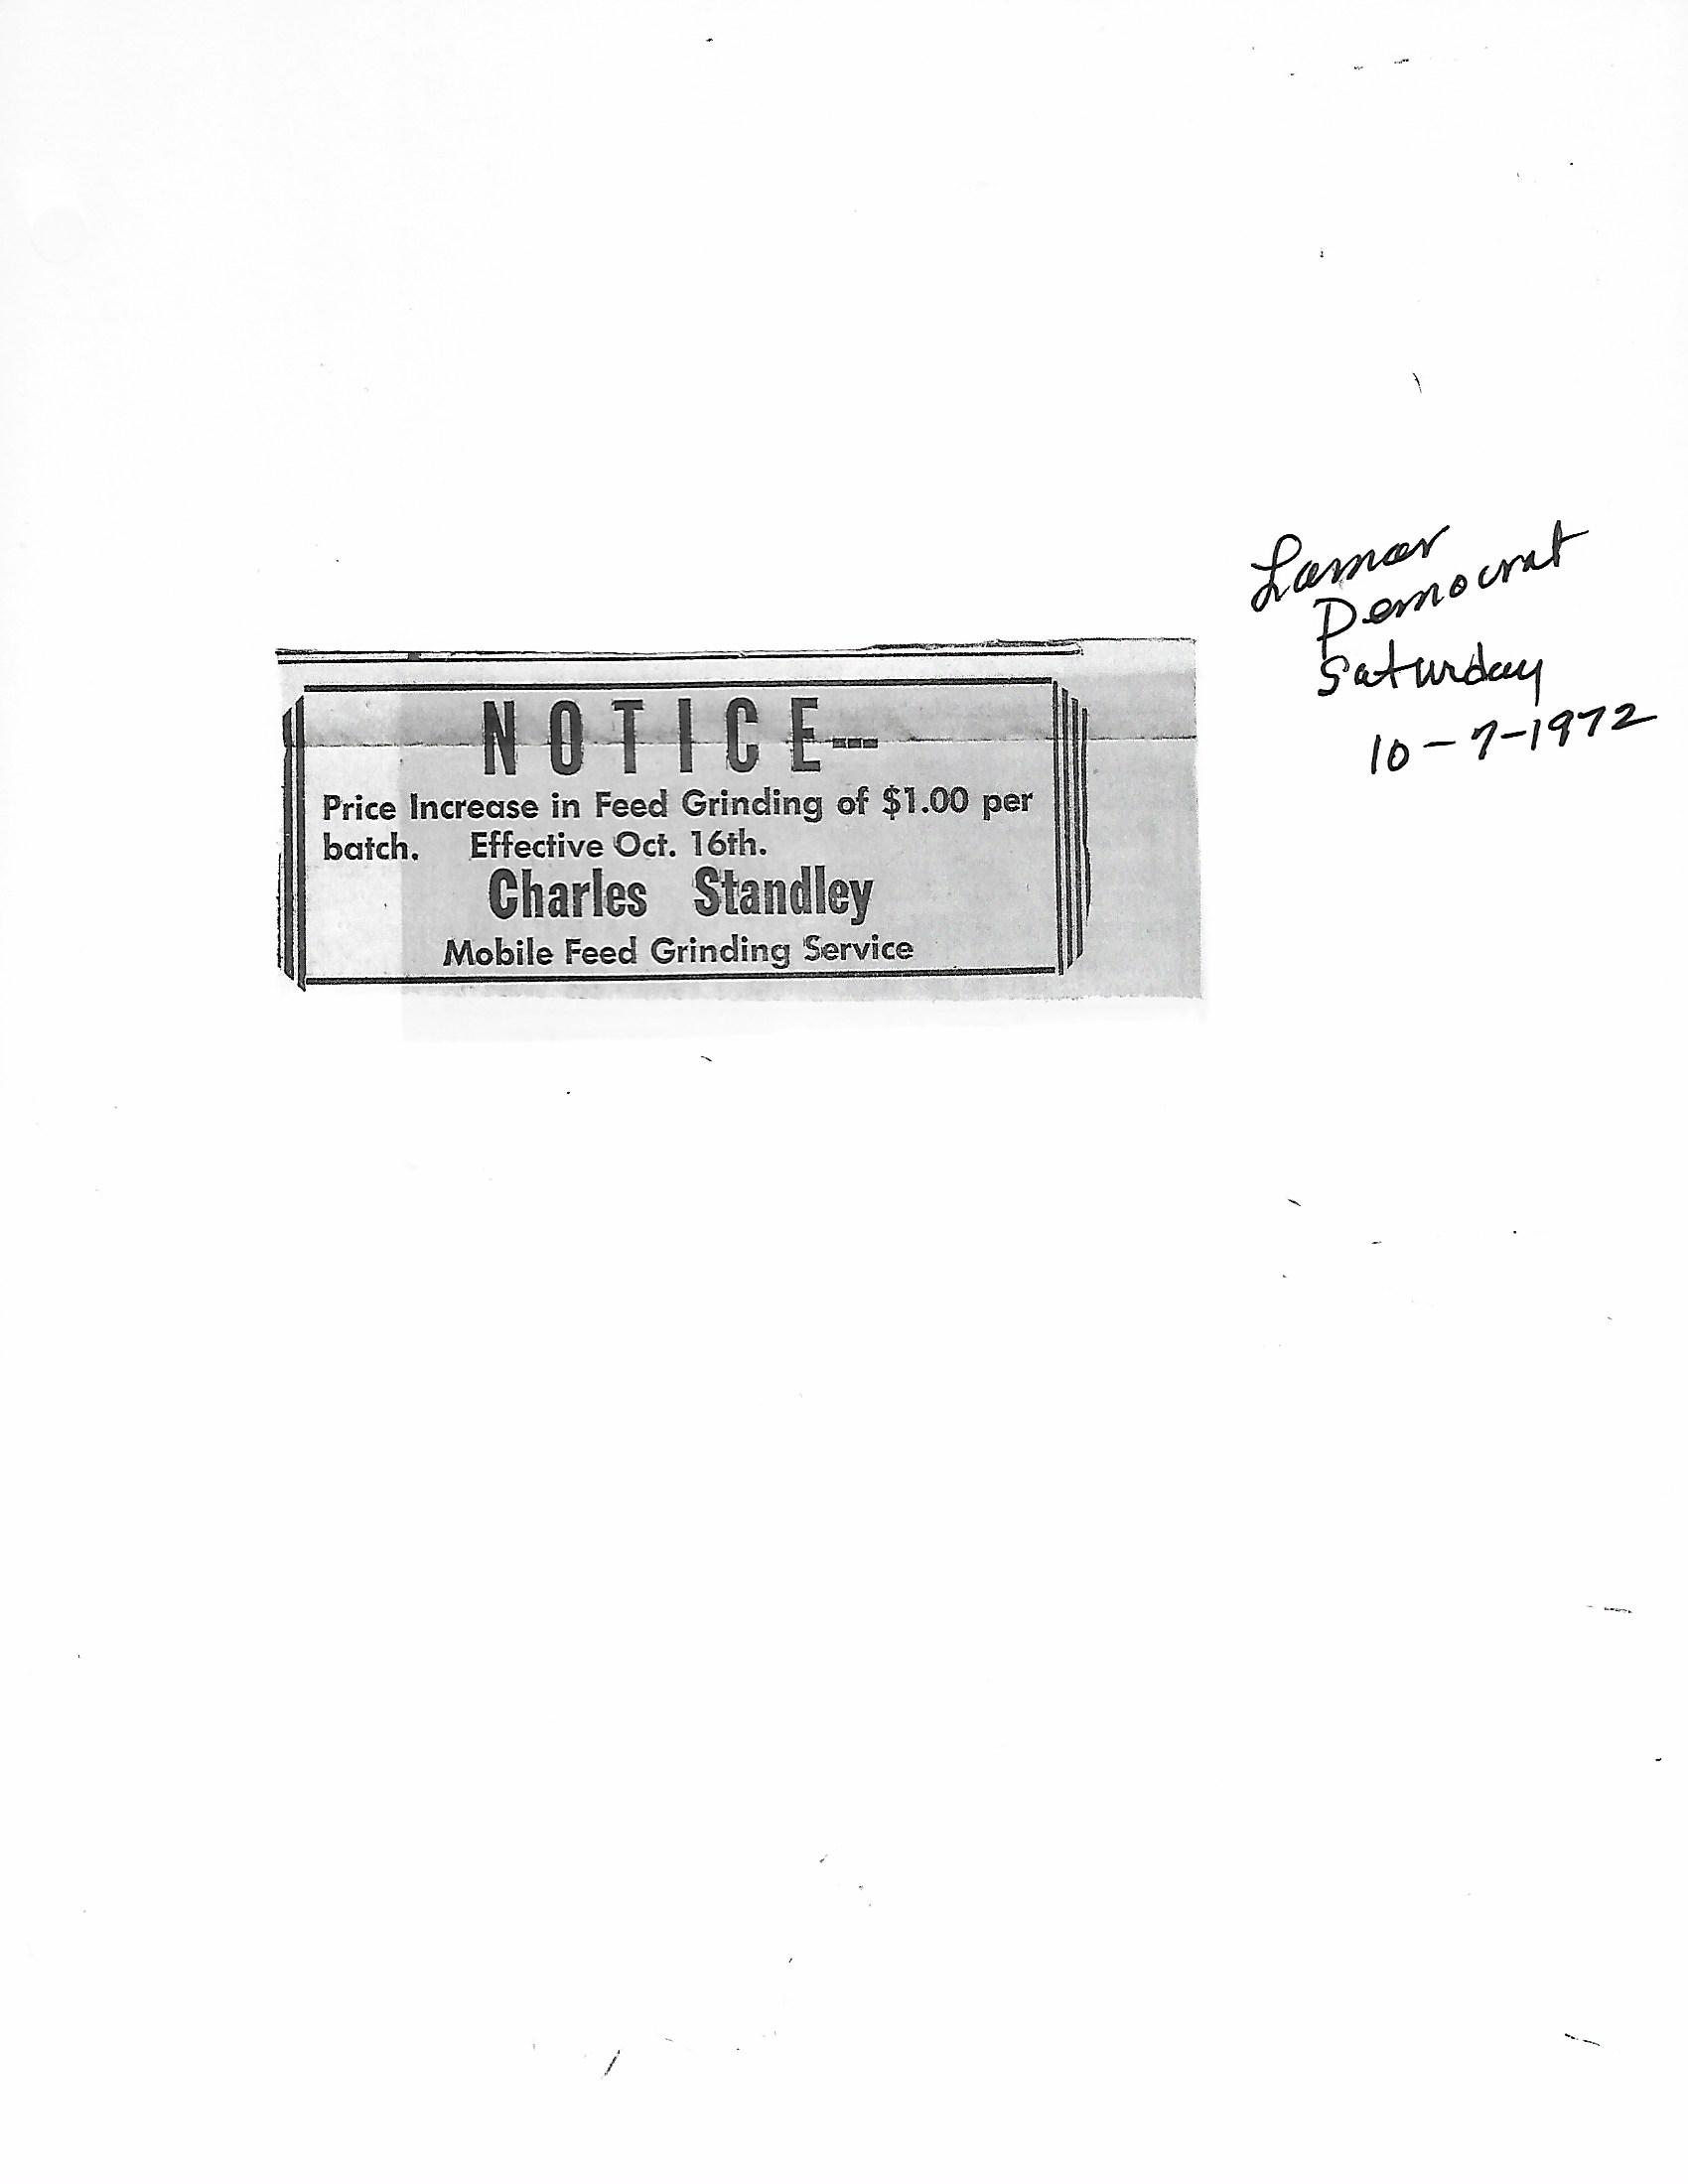 Lamar
Democrat
Saturday
10-7-1972
NOTICE---
Price Increase in Feed Grinding of $1.00 per
batch. Effective Oct. 16th.
Charles Standley
Mobile Feed Grinding Service